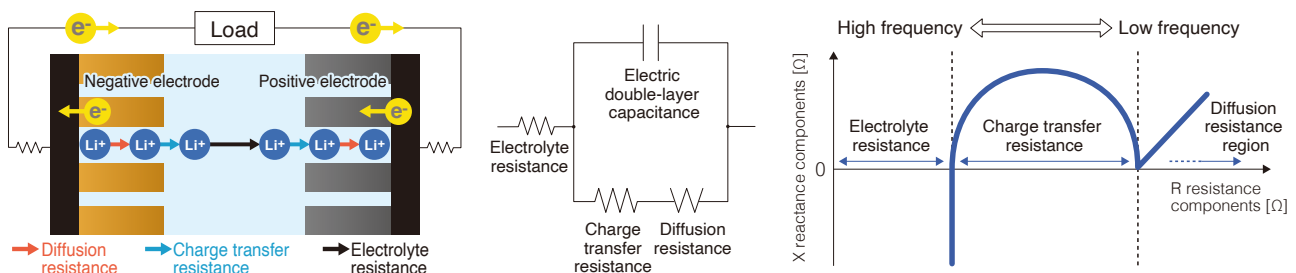 e-
Load
e-
Negative electrode
Positive electrode
e-
e-
Li+
Li+
Li+
Li+
Li+
Li+
Diffusion
resistance
Charge transfer
resistance
Electrolyte
resistance
Electric
double-layer
capacitance
Electrolyte
resistance
Charge
transfer
resistance
Diffusion
resistance
High frequency
Low frequency
X reactance components [Ω]
Electrolyte
resistance
Charge transfer
resistance
Diffusion
resistance
region
0
R resistance
components [Ω]